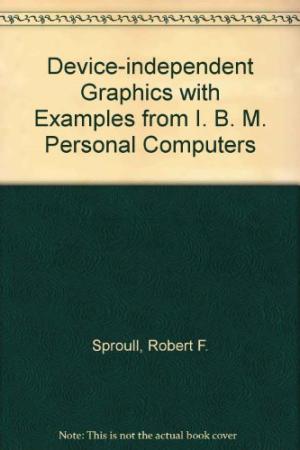 Device-independent
Graphics with
Examples from I. B. M.
Personal Computers
Sproull, Robert F.
Note: This is not the actual book cover